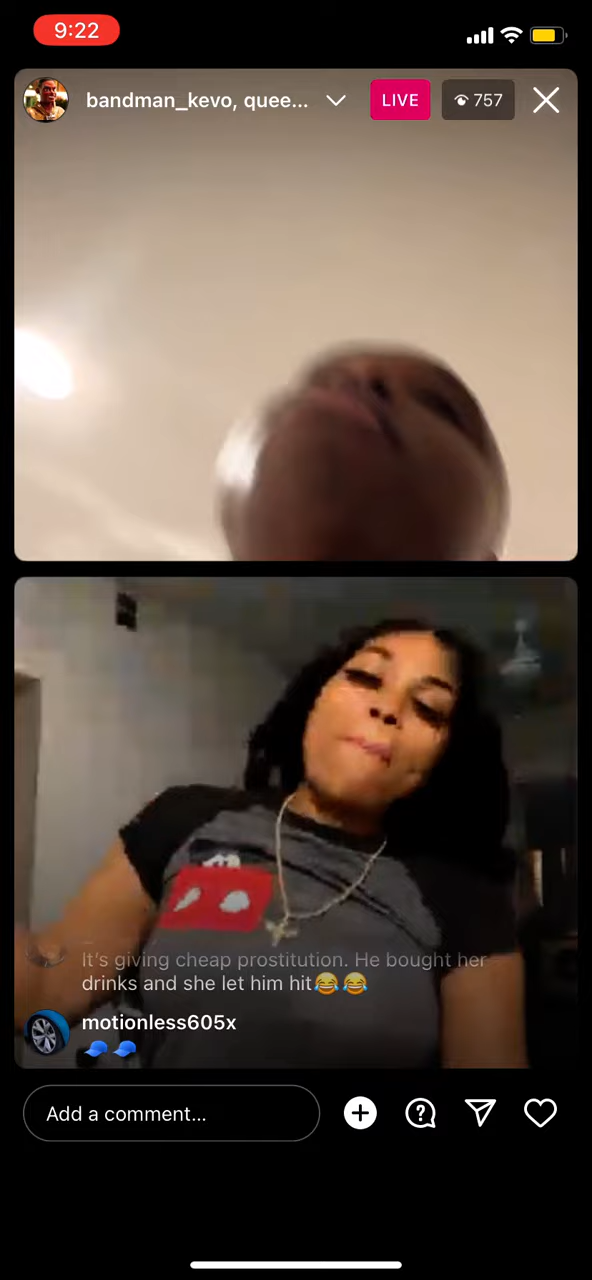 9:22
bandman_kevo, quee...
LIVE
757
It's giving cheap prostitution. He bought her
drinks and she let him hit😂😂
motionless605x
🧢🧢
Add a comment...